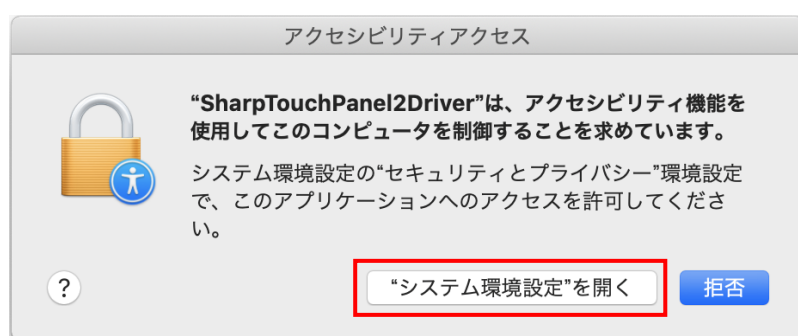 アクセシビリティアクセス
“SharpTouchPanel2Driver”は、アクセシビリティ機能を
使用してこのコンピュータを制御することを求めています。
システム環境設定の“セキュリティとプライバシー”環境設定
で、このアプリケーションへのアクセスを許可してくださ
い。
?
“システム環境設定”を開く
拒否